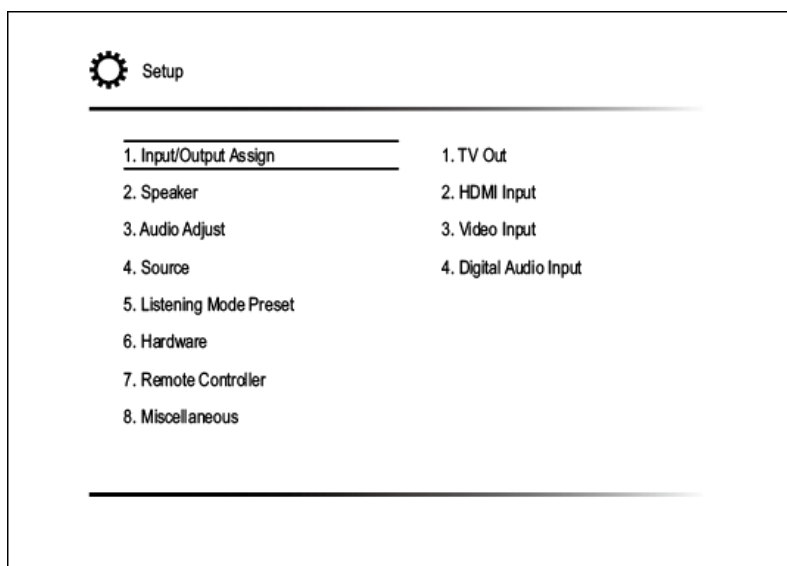 Setup
1. Input/Output Assign
2. Speaker
3. Audio Adjust
4. Source
5. Listening Mode Preset
6. Hardware
7. Remote Controller
8. Miscellaneous
1. TV Out
2. HDMI Input
3. Video Input
4. Digital Audio Input